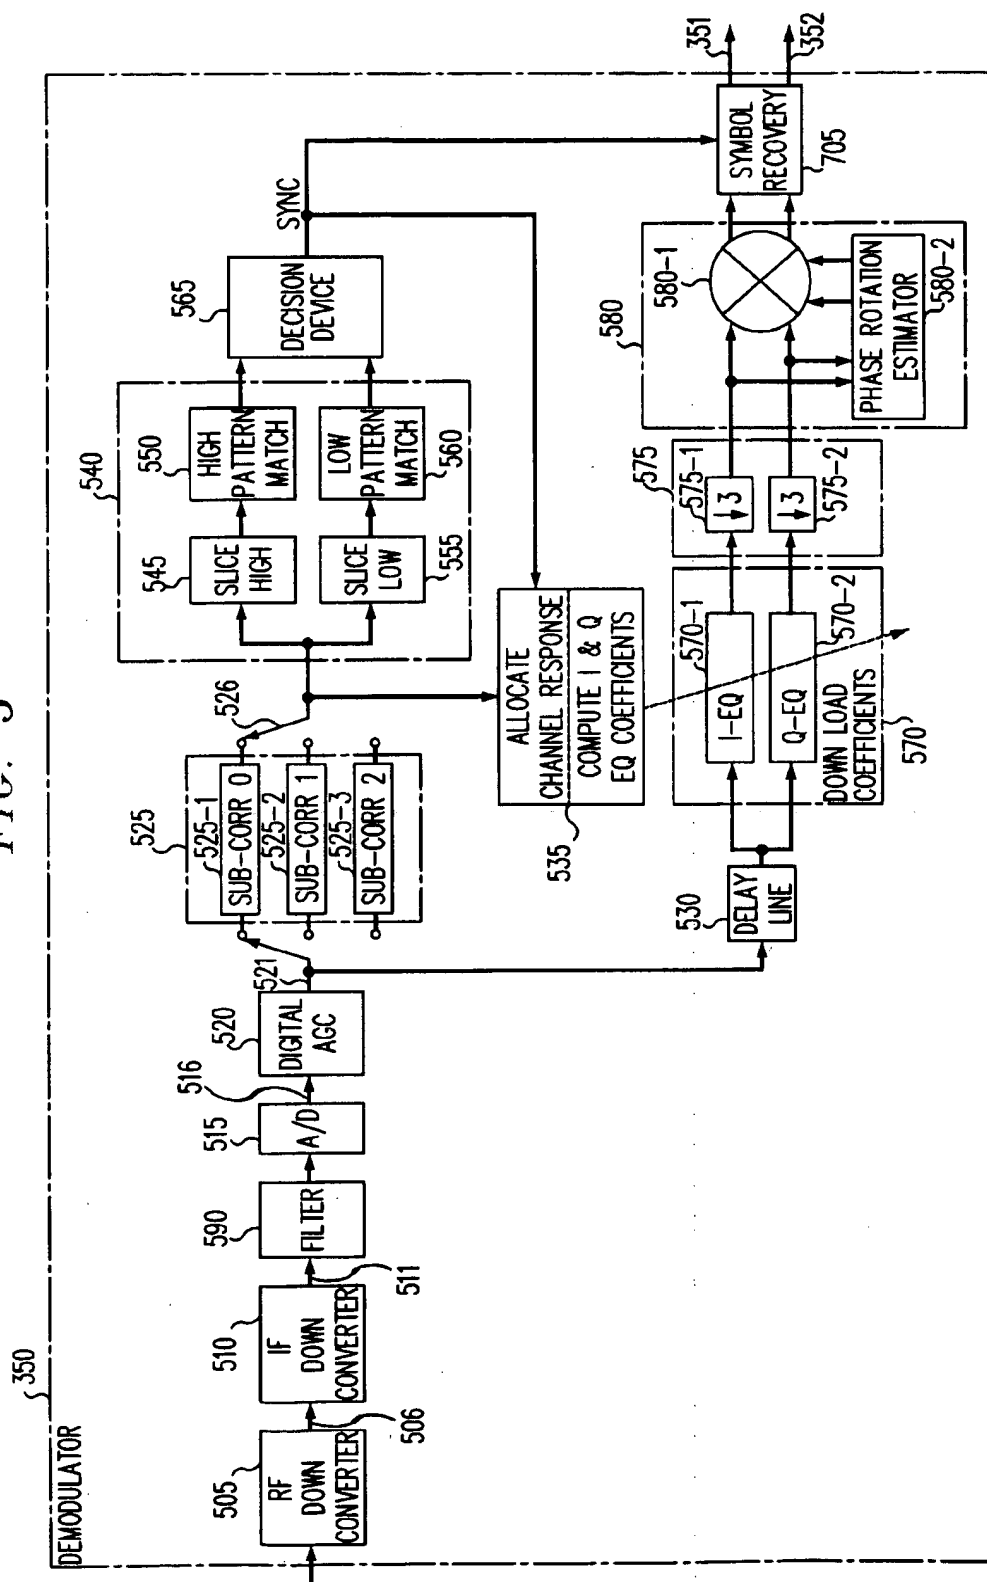 FIG. 5
DEMODULATOR
350
505
RF
DOWN
CONVERTER
506
510
IF
DOWN
CONVERTER
511
590
FILTER
515
A/D
516
520
DIGITAL
AGC
521
525
525-1
SUB-CORR 0
525-2
SUB-CORR 1
525-3
SUB-CORR 2
526
540
545
SLICE
HIGH
550
HIGH
PATTERN
MATCH
555
SLICE
LOW
560
LOW
PATTERN
MATCH
565
DECISION
DEVICE
SYNC
ALLOCATE
CHANNEL RESPONSE
COMPUTE I & Q
EQ COEFFICIENTS
535
530
DELAY
LINE
570-1
I-EQ
570-2
Q-EQ
DOWN LOAD
COEFFICIENTS
570
575
575-1
↓3
575-2
↓3
580
580-1
PHASE ROTATION
ESTIMATOR
580-2
SYMBOL
RECOVERY
705
351
352